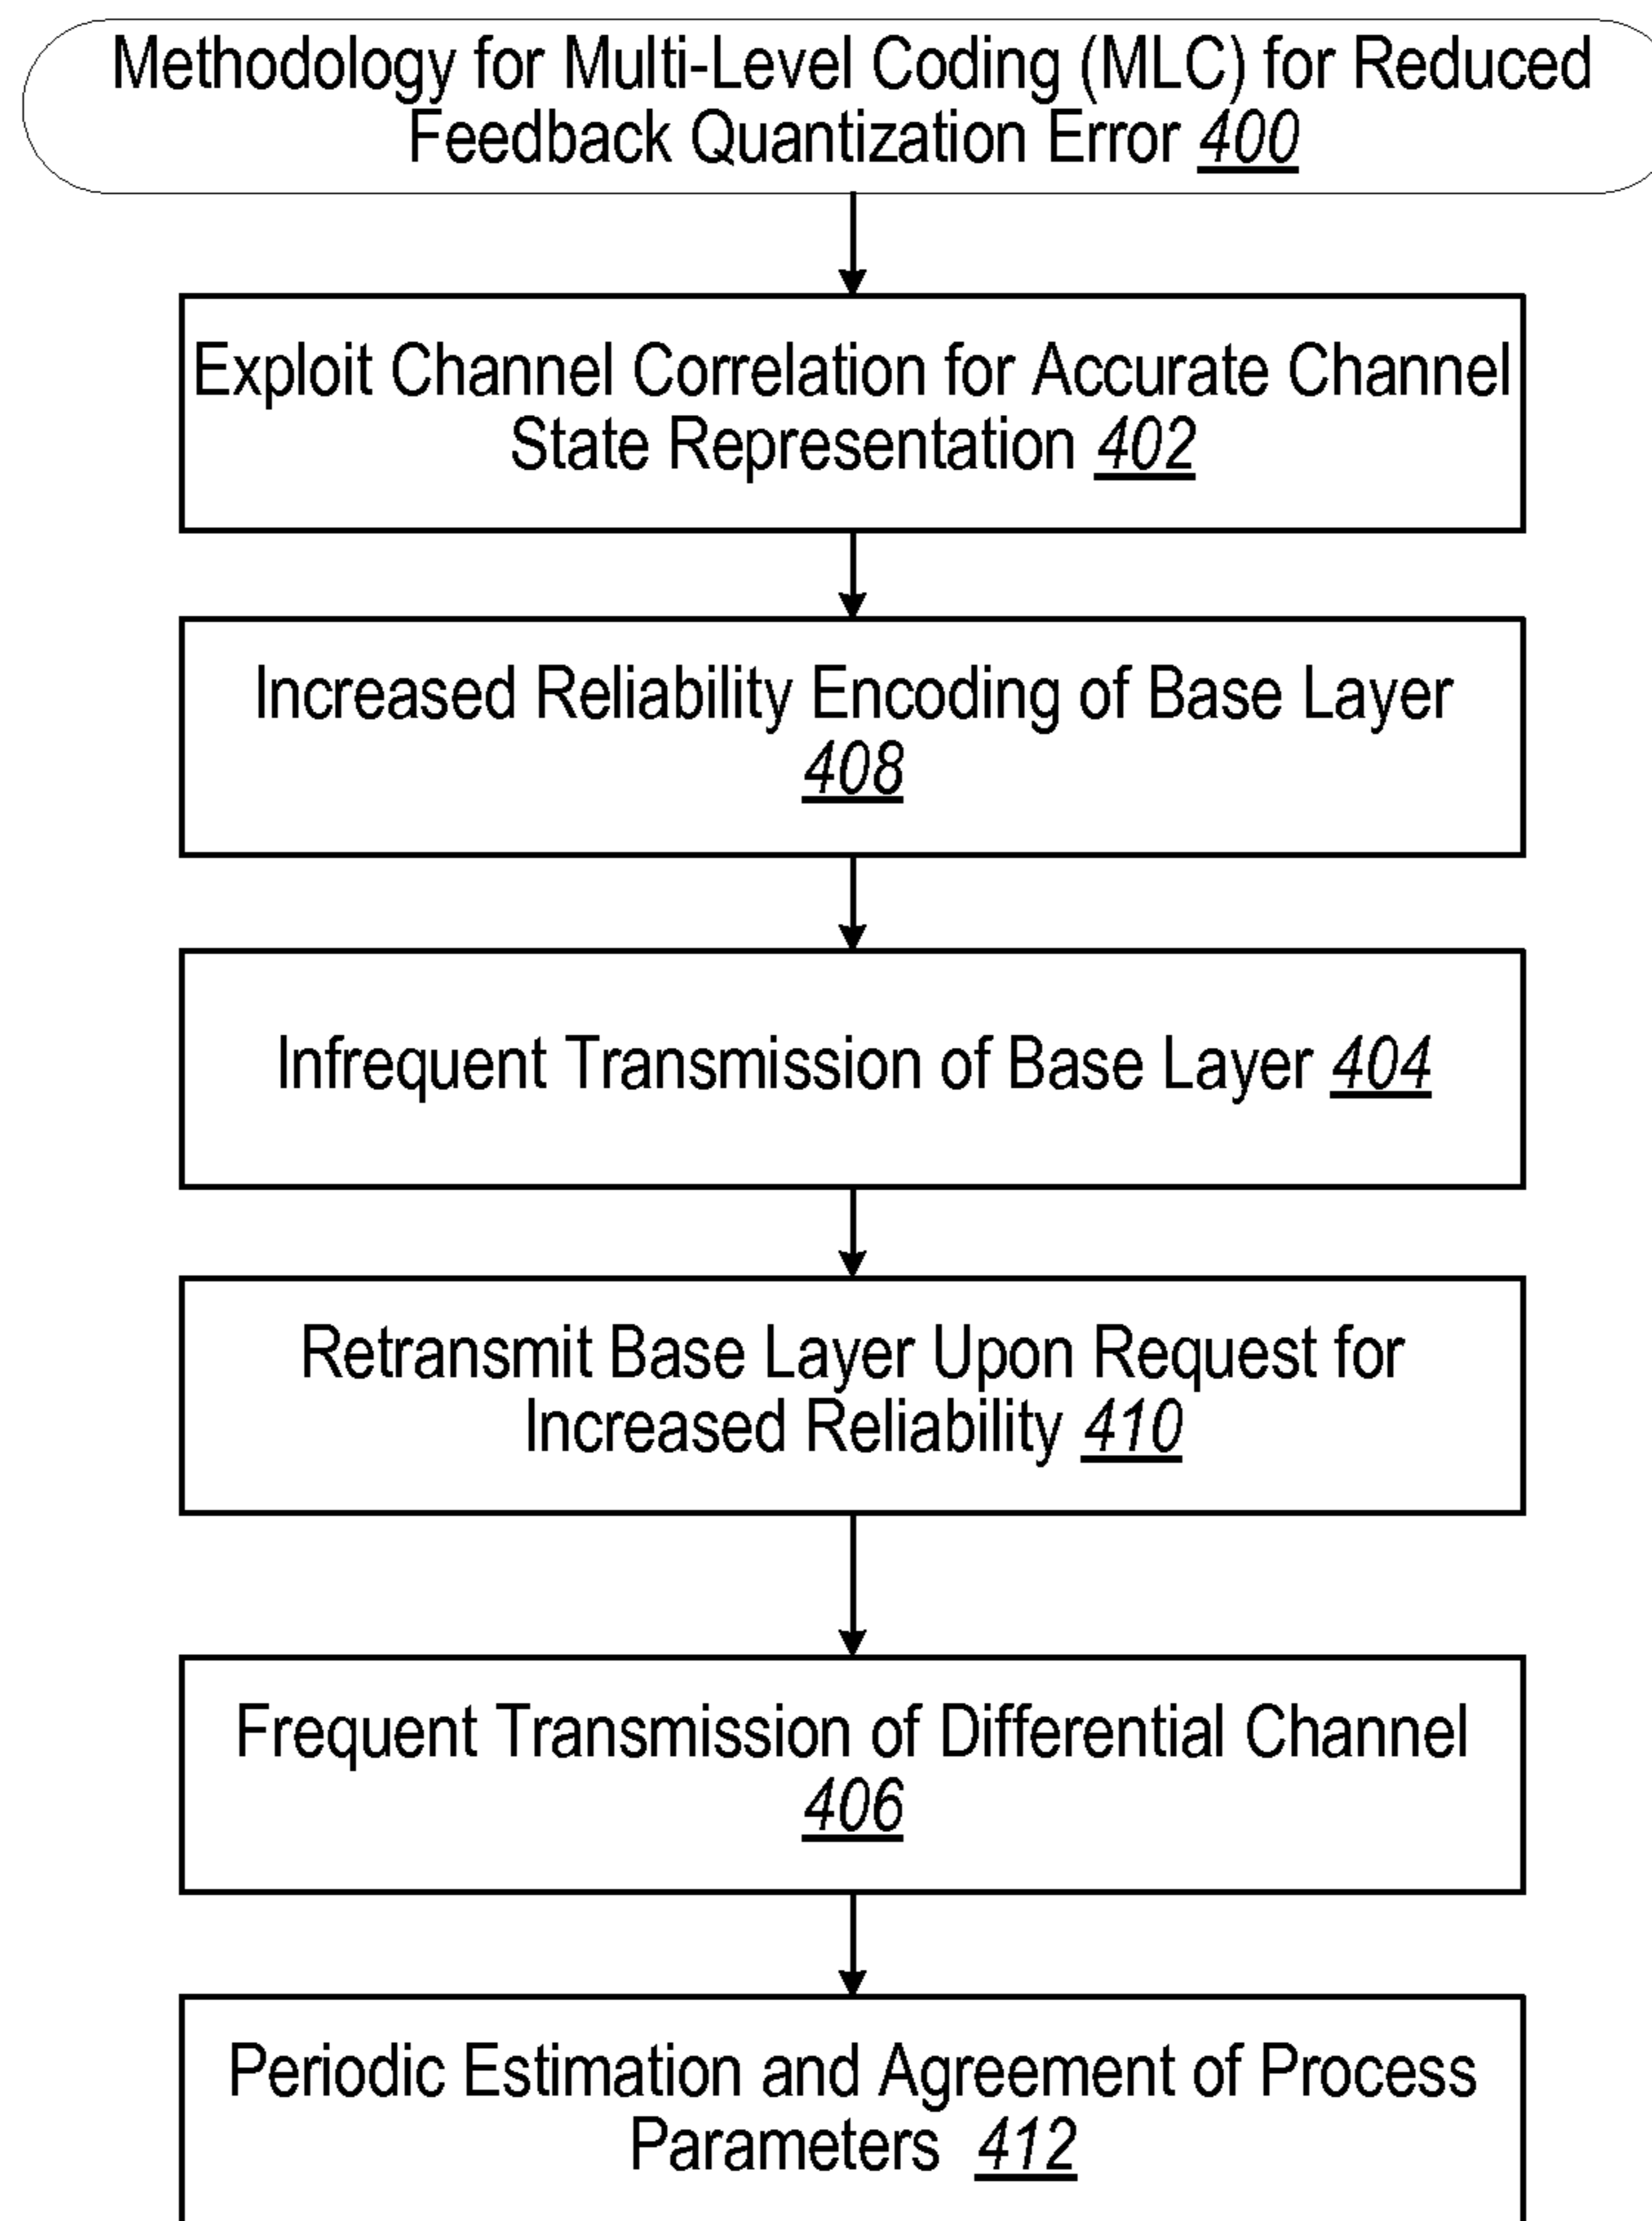 Methodology for Multi-Level Coding (MLC) for Reduced
Feedback Quantization Error 400
Exploit Channel Correlation for Accurate Channel
State Representation 402
Increased Reliability Encoding of Base Layer
408
Infrequent Transmission of Base Layer 404
Retransmit Base Layer Upon Request for
Increased Reliability 410
Frequent Transmission of Differential Channel
406
Periodic Estimation and Agreement of Process
Parameters 412